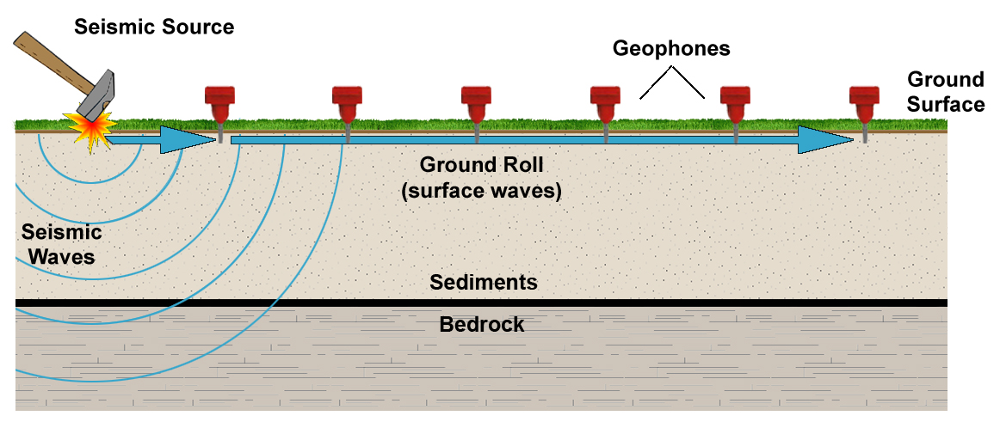 Seismic Source
Geophones
Ground
Surface
Ground Roll
(surface waves)
Seismic
Waves
Sediments
Bedrock